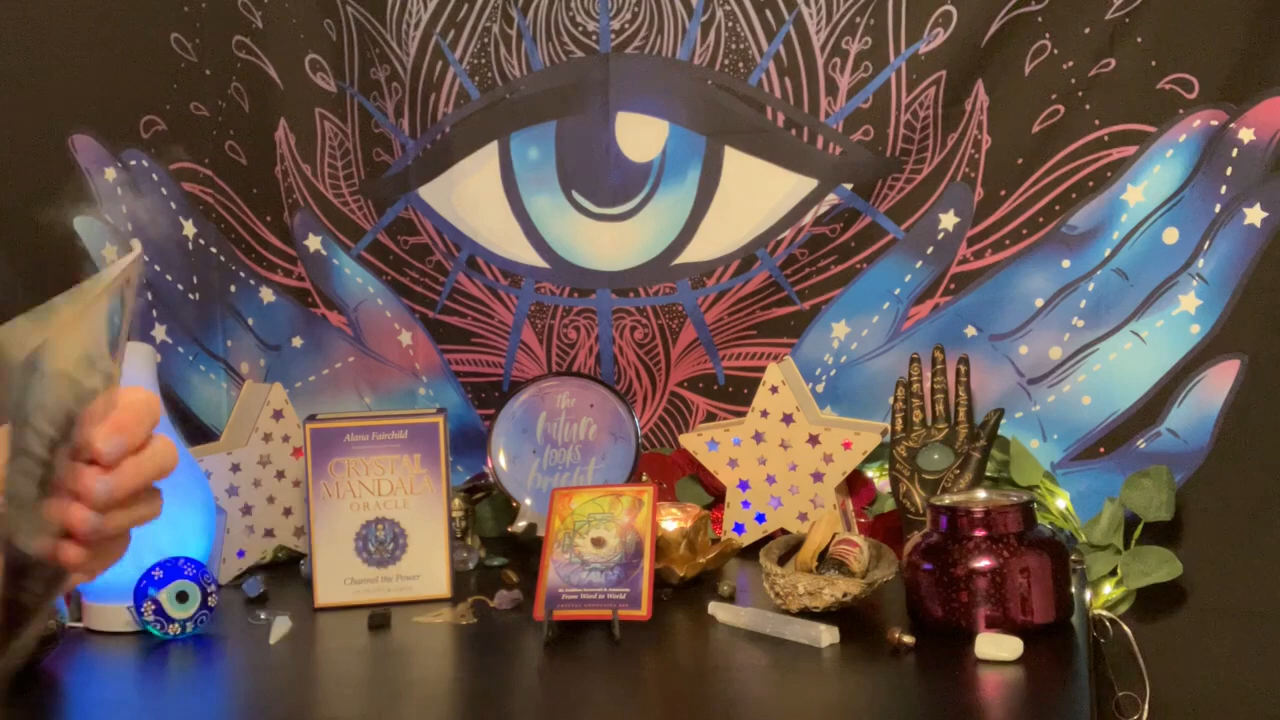 Alana Fairchild
CRYSTAL
MANDALA
ORACLE
Channel the Power
the
future
looks
bright
From Word to World